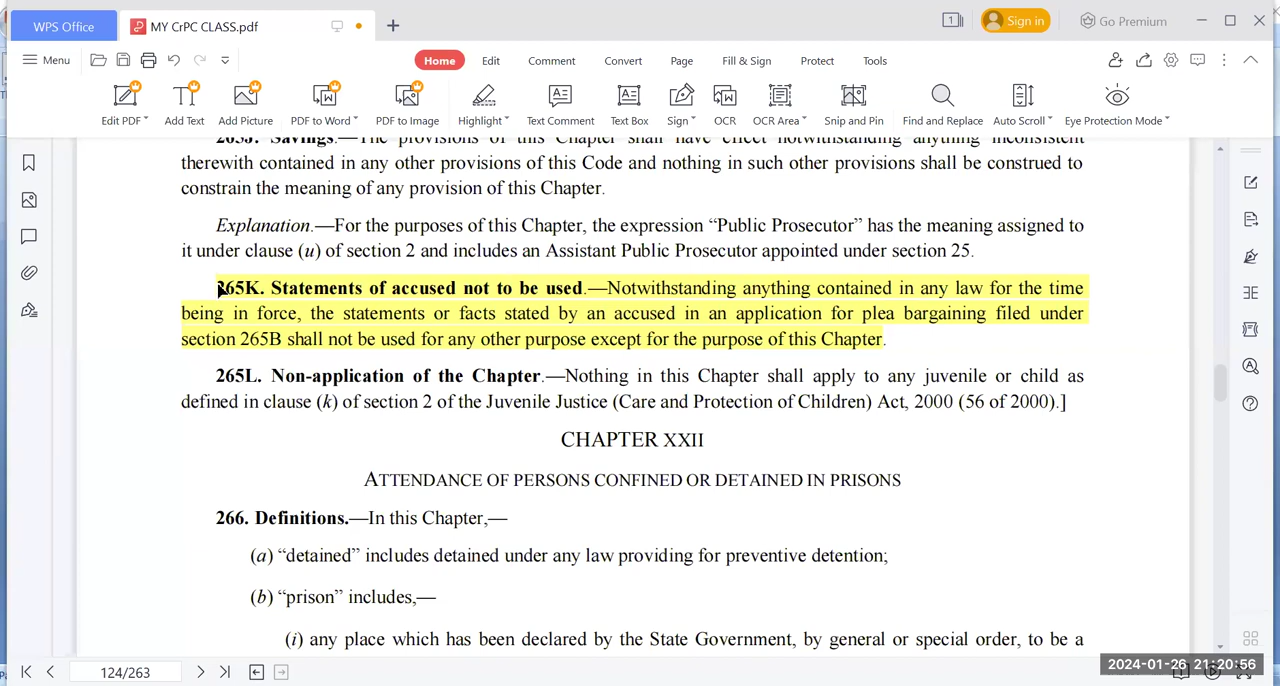 WPS Office
MY CrPC CLASS.pdf
Sign in
Go Premium
Menu
Home
Edit
Comment
Convert
Page
Fill & Sign
Protect
Tools
Edit PDF
Add Text
Add Picture
PDF to Word
PDF to Image
Highlight
Text Comment
Text Box
Sign
OCR
OCR Area
Snip and Pin
Find and Replace
Auto Scroll
Eye Protection Mode
265J. Savings.—The provisions of this Chapter shall have effect notwithstanding anything inconsistent
therewith contained in any other provisions of this Code and nothing in such other provisions shall be construed to
constrain the meaning of any provision of this Chapter.
Explanation.—For the purposes of this Chapter, the expression “Public Prosecutor” has the meaning assigned to
it under clause (u) of section 2 and includes an Assistant Public Prosecutor appointed under section 25.
265K. Statements of accused not to be used.—Notwithstanding anything contained in any law for the time
being in force, the statements or facts stated by an accused in an application for plea bargaining filed under
section 265B shall not be used for any other purpose except for the purpose of this Chapter.
265L. Non-application of the Chapter.—Nothing in this Chapter shall apply to any juvenile or child as
defined in clause (k) of section 2 of the Juvenile Justice (Care and Protection of Children) Act, 2000 (56 of 2000).]
CHAPTER XXII
ATTENDANCE OF PERSONS CONFINED OR DETAINED IN PRISONS
266. Definitions.—In this Chapter,—
(a) “detained” includes detained under any law providing for preventive detention;
(b) “prison” includes,—
(i) any place which has been declared by the State Government, by general or special order, to be a
124/263
2024-01-26 21:20:56